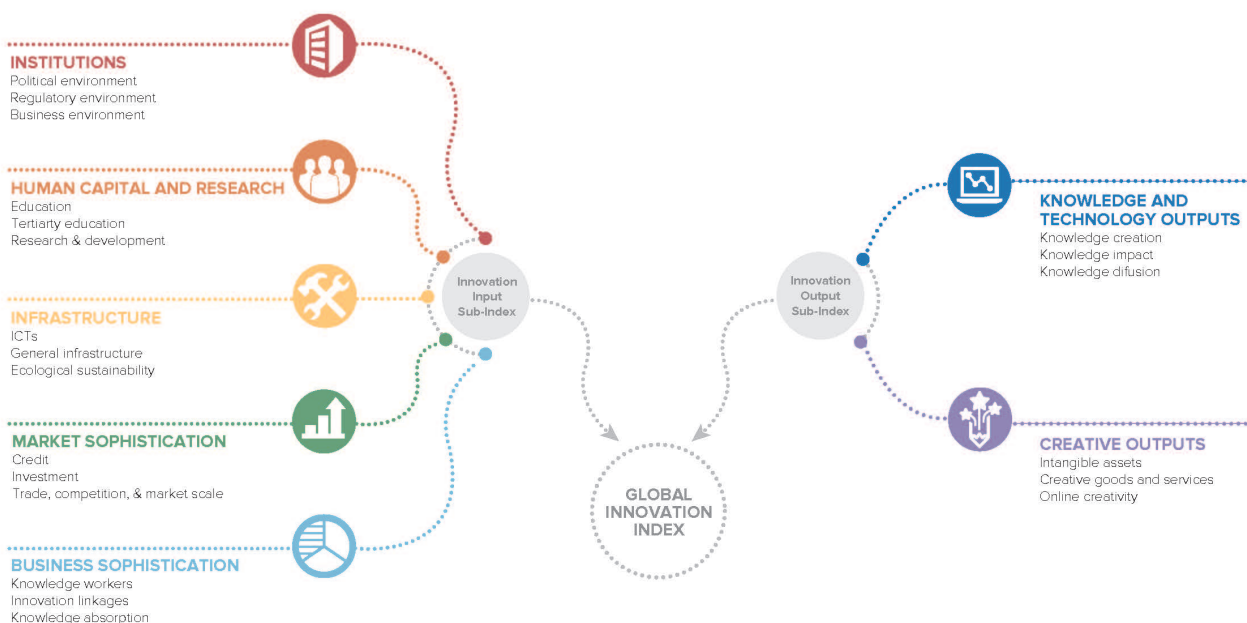 INSTITUTIONS
Political environment
Regulatory environment
Business environment
HUMAN CAPITAL AND RESEARCH
Education
Tertiarty education
Research & development
INFRASTRUCTURE
ICTs
General infrastructure
Ecological sustainability
MARKET SOPHISTICATION
Credit
Investment
Trade, competition, & market scale
BUSINESS SOPHISTICATION
Knowledge workers
Innovation linkages
Knowledge absorption
Innovation
Input
Sub-Index
GLOBAL
INNOVATION
INDEX
Innovation
Output
Sub-Index
KNOWLEDGE AND
TECHNOLOGY OUTPUTS
Knowledge creation
Knowledge impact
Knowledge difusion
CREATIVE OUTPUTS
Intangible assets
Creative goods and services
Online creativity